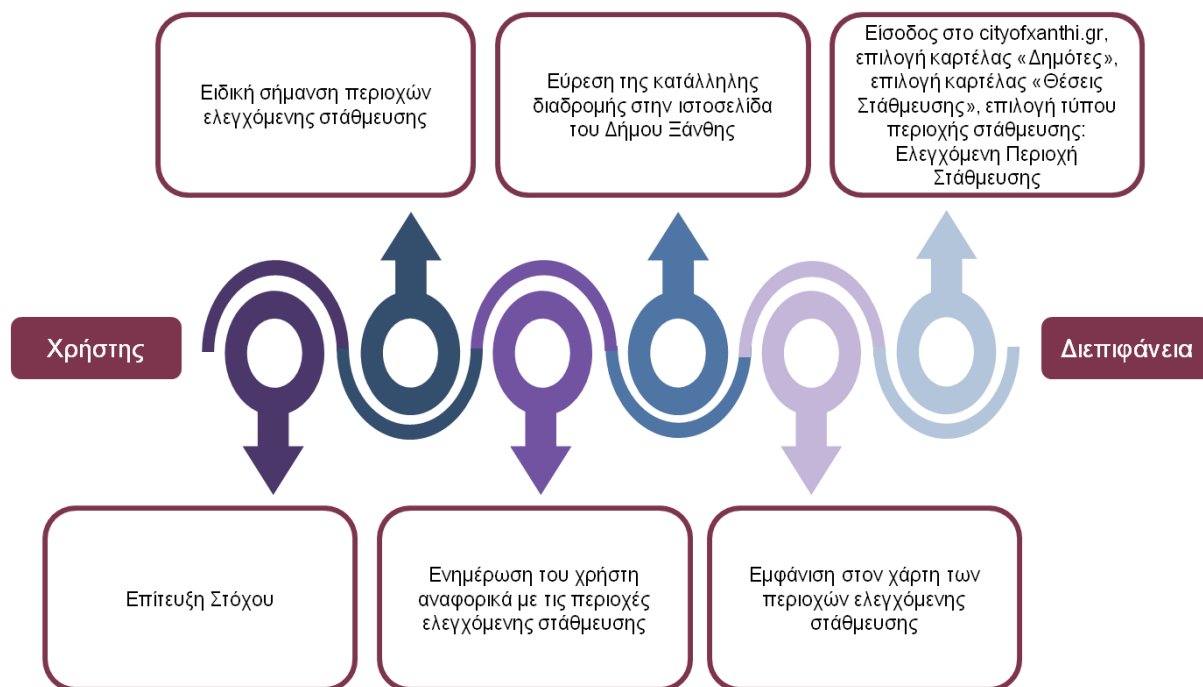 Ειδική σήμανση περιοχών
ελεγχόμενης στάθμευσης
Εύρεση της κατάλληλης
διαδρομής στην ιστοσελίδα
του Δήμου Ξάνθης
Είσοδος στο cityofxanthi.gr,
επιλογή καρτέλας «Δημότες»,
επιλογή καρτέλας «Θέσεις
Στάθμευσης», επιλογή τύπου
περιοχής στάθμευσης:
Ελεγχόμενη Περιοχή
Στάθμευσης
Χρήστης
Διεπιφάνεια
Επίτευξη Στόχου
Ενημέρωση του χρήστη
αναφορικά με τις περιοχές
ελεγχόμενης στάθμευσης
Εμφάνιση στον χάρτη των
περιοχών ελεγχόμενης
στάθμευσης